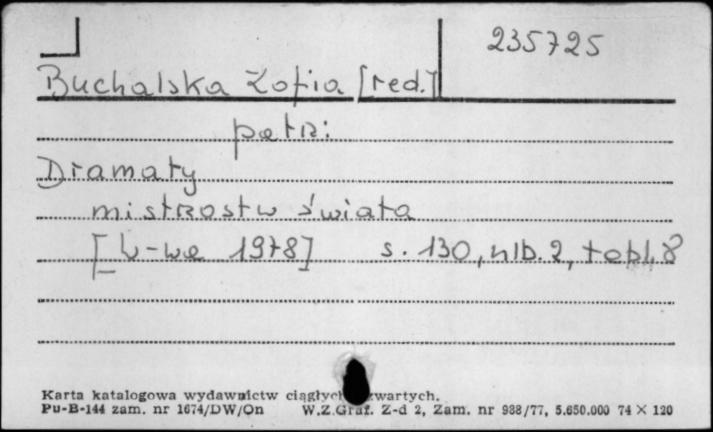 235725
Buchalska Zofia [red.]
patrz:
Dramaty
mistrzostw świata
[W-wa 1978] s. 130, nlb. 2, tabl. 8
Karta katalogowa wydawnictw ciągłych
Pu-B-144 zam. nr 1674/DW/On W.Z.Graf. Z-d 2, Zam. nr 938/77, 5.650.000 74 × 120